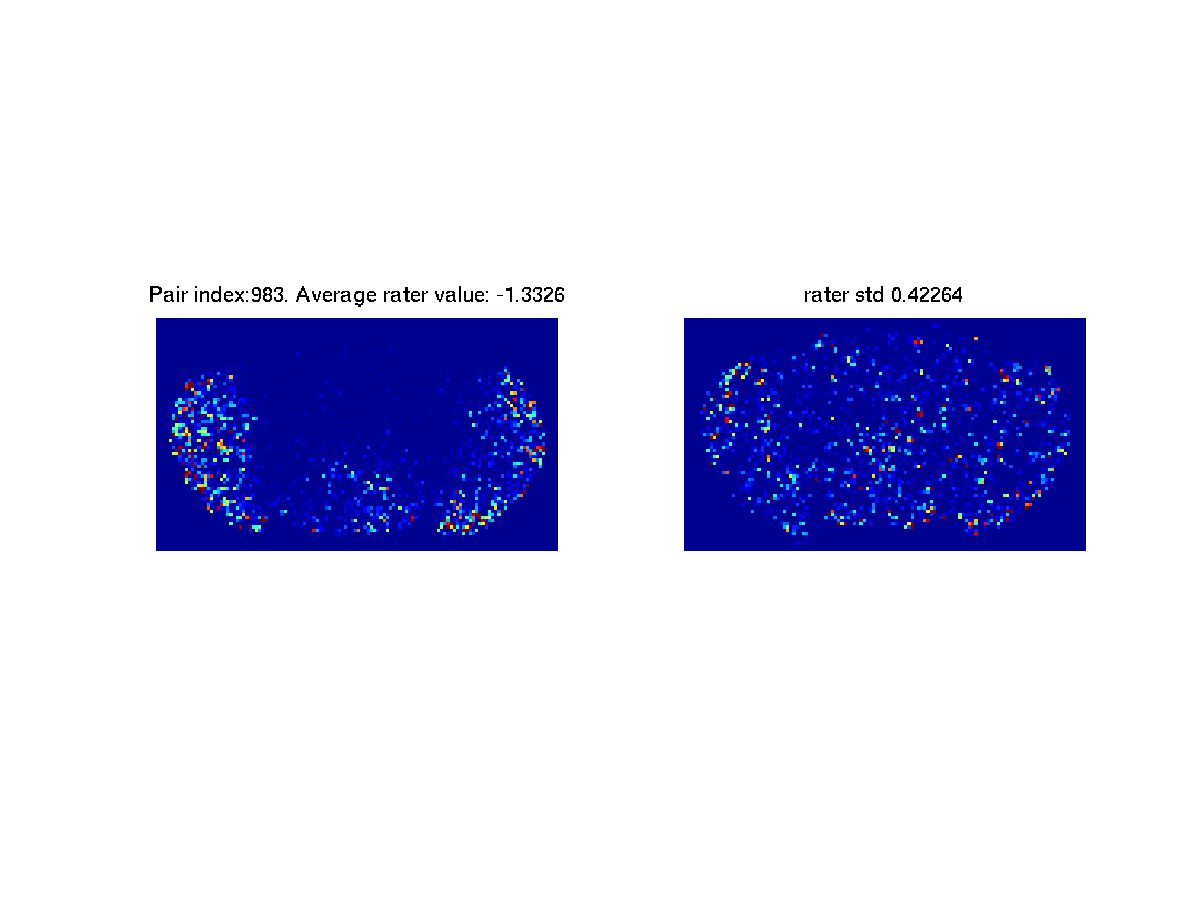 Pair index:983. Average rater value: -1.3326
rater std 0.42264